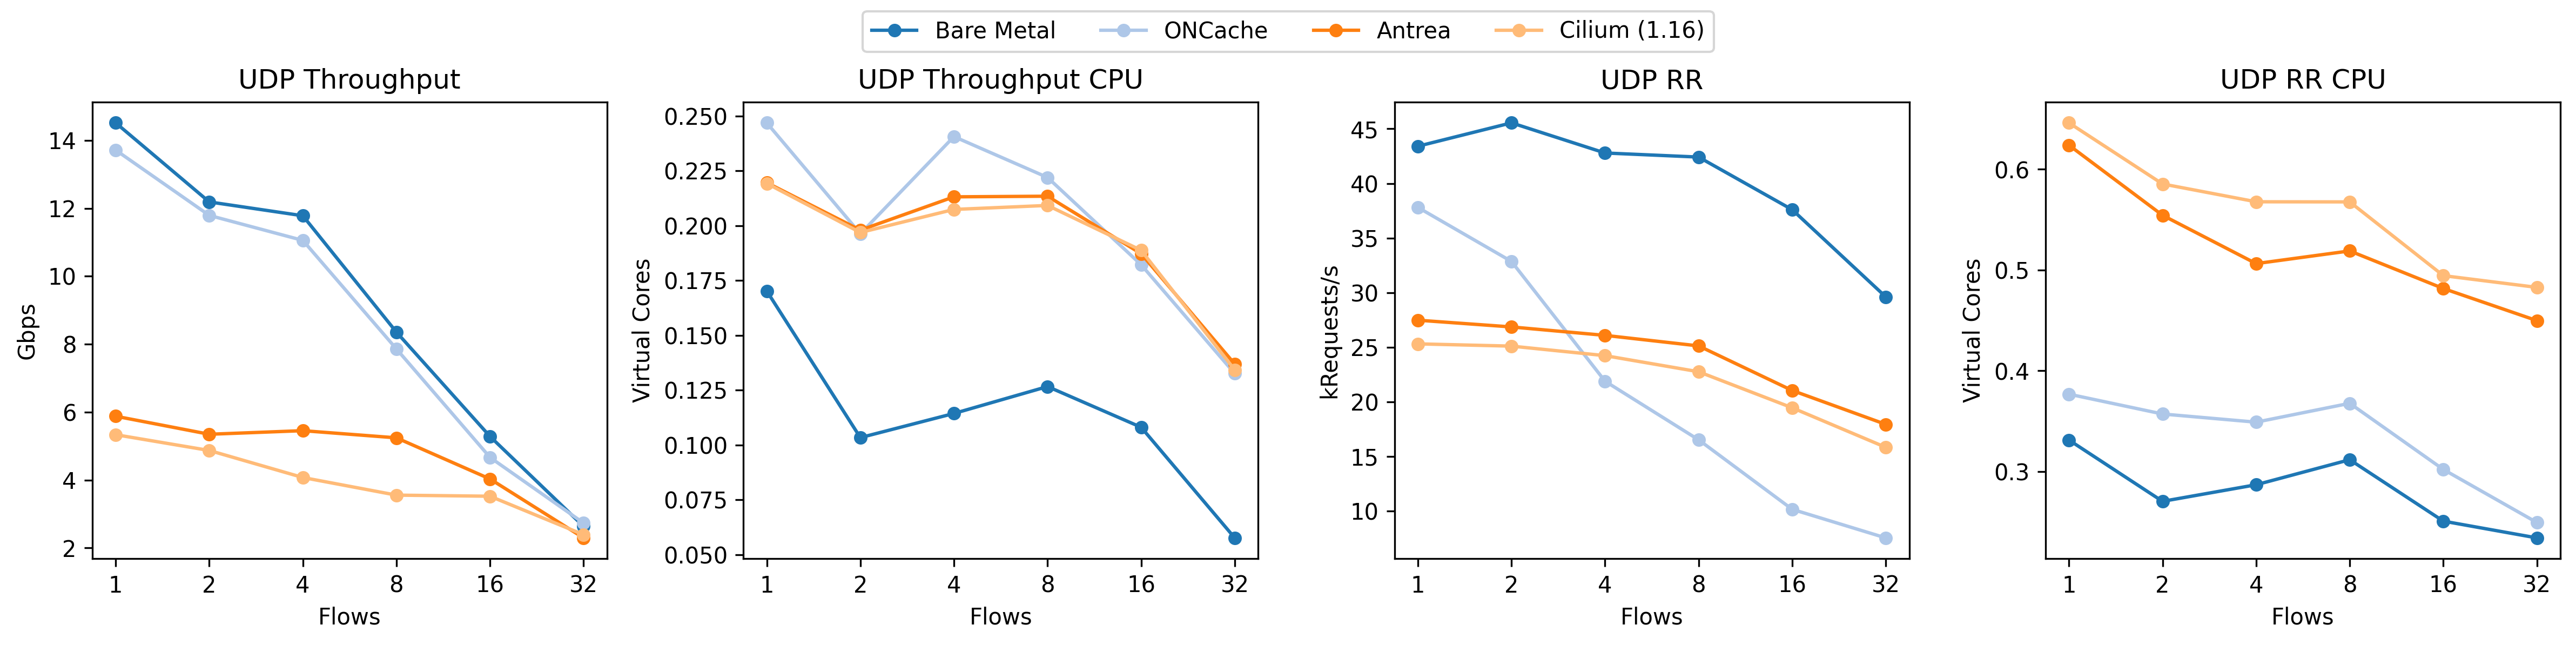 Bare Metal ONCache Antrea Cilium (1.16)
UDP Throughput
14
12
10
8
6
4
2
Gbps
1 2 4 8 16 32
Flows
UDP Throughput CPU
0.250
0.225
0.200
0.175
0.150
0.125
0.100
0.075
0.050
Virtual Cores
1 2 4 8 16 32
Flows
UDP RR
45
40
35
30
25
20
15
10
kRequests/s
1 2 4 8 16 32
Flows
UDP RR CPU
0.6
0.5
0.4
0.3
Virtual Cores
1 2 4 8 16 32
Flows